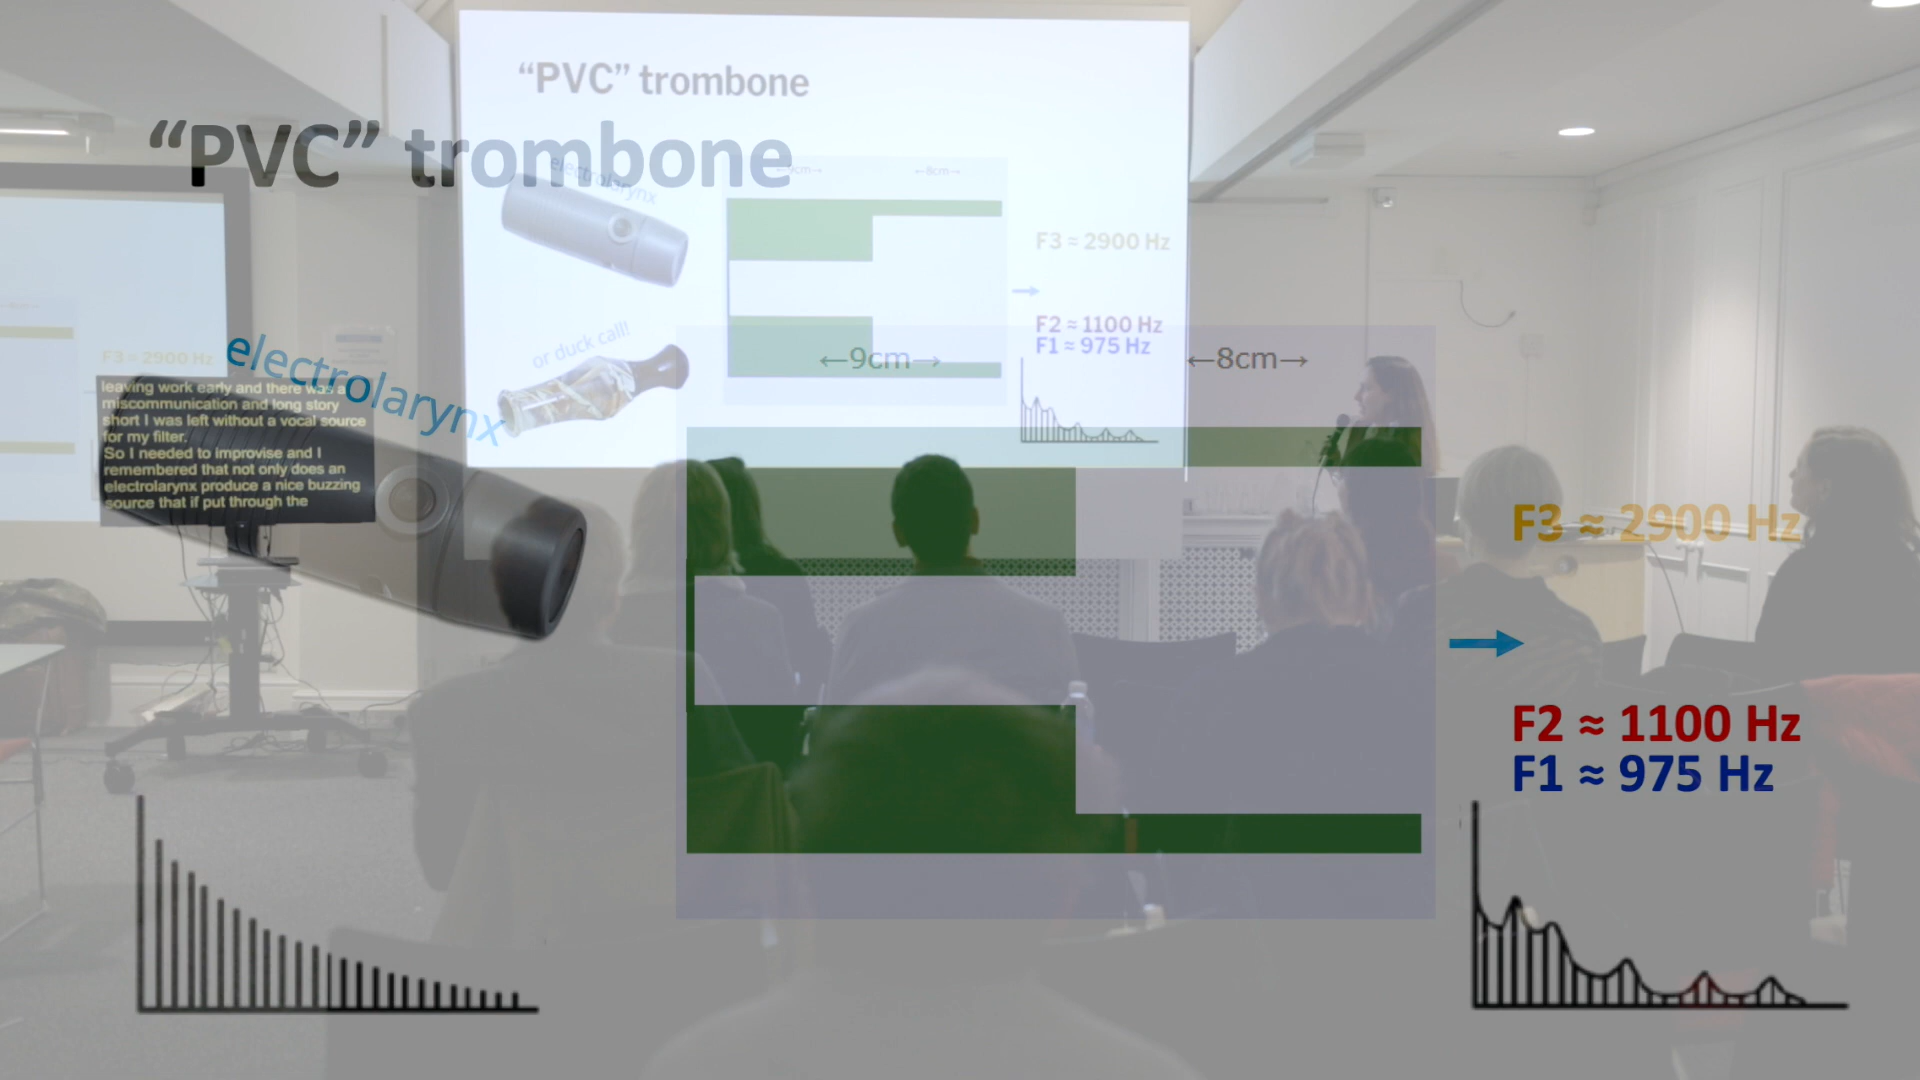 “PVC” trombone
electrolynx
←9cm→
←8cm→
or duck call!
F3 ≈ 2900 Hz
F2 ≈ 1100 Hz
F1 ≈ 975 Hz
“PVC” trombone
electrolarynx
←9cm→
←8cm→
F3 ≈ 2900 Hz
F2 ≈ 1100 Hz
F1 ≈ 975 Hz
F3 ≈ 2900 Hz
leaving work early and there was a
miscommunication and long story
short I was left without a vocal source
for my filter.
So I needed to improvise and I
remembered that not only does an
electrolarynx produce a nice buzzing
source that if put through the